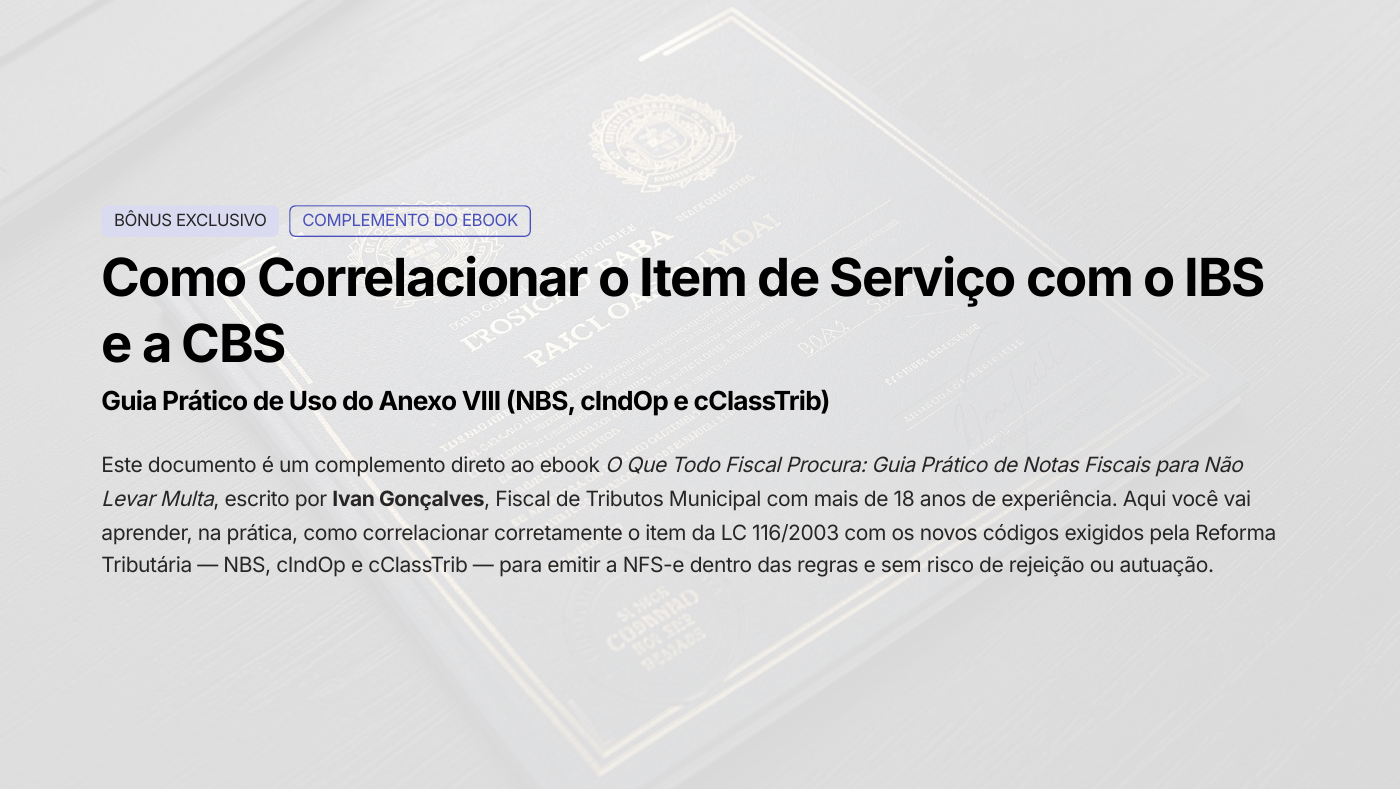 BÔNUS EXCLUSIVO
COMPLEMENTO DO EBOOK
Como Correlacionar o Item de Serviço com o IBS
e a CBS
Guia Prático de Uso do Anexo VIII (NBS, cIndOp e cClassTrib)
Este documento é um complemento direto ao ebook O Que Todo Fiscal Procura: Guia Prático de Notas Fiscais para Não
Levar Multa, escrito por Ivan Gonçalves, Fiscal de Tributos Municipal com mais de 18 anos de experiência. Aqui você vai
aprender, na prática, como correlacionar corretamente o item da LC 116/2003 com os novos códigos exigidos pela Reforma
Tributária — NBS, cIndOp e cClassTrib — para emitir a NFS-e dentro das regras e sem risco de rejeição ou autuação.